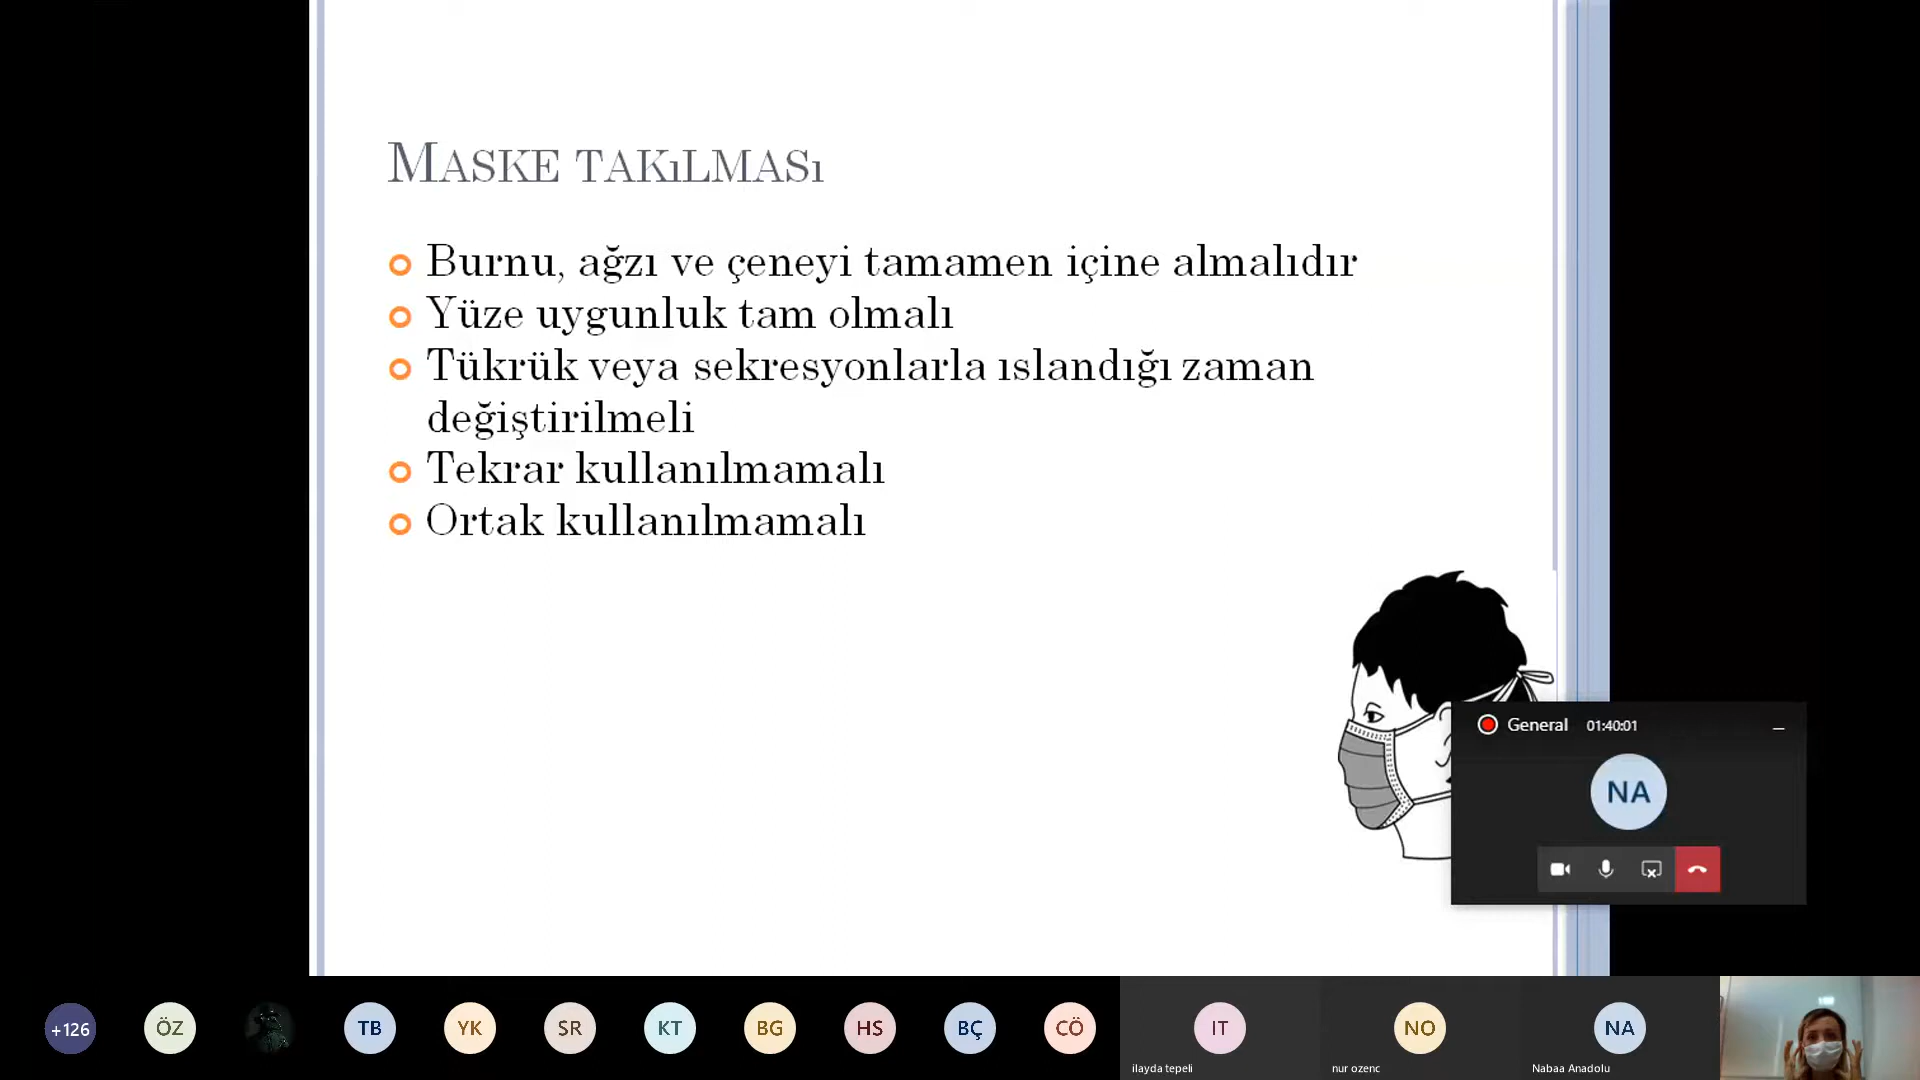 Maske takılması
Burnu, ağzı ve çeneyi tamamen içine almalıdır
Yüze uygunluk tam olmalı
Tükrük veya sekresyonlarla ıslandığı zaman
değiştirilmeli
Tekrar kullanılmamalı
Ortak kullanılmamalı
General 01:40:01
NA
+126 ÖZ TB YK SR KT BG HS BÇ CÖ IT NO NA
ilayda tepeli nur ozenc Nabaa Anadolu